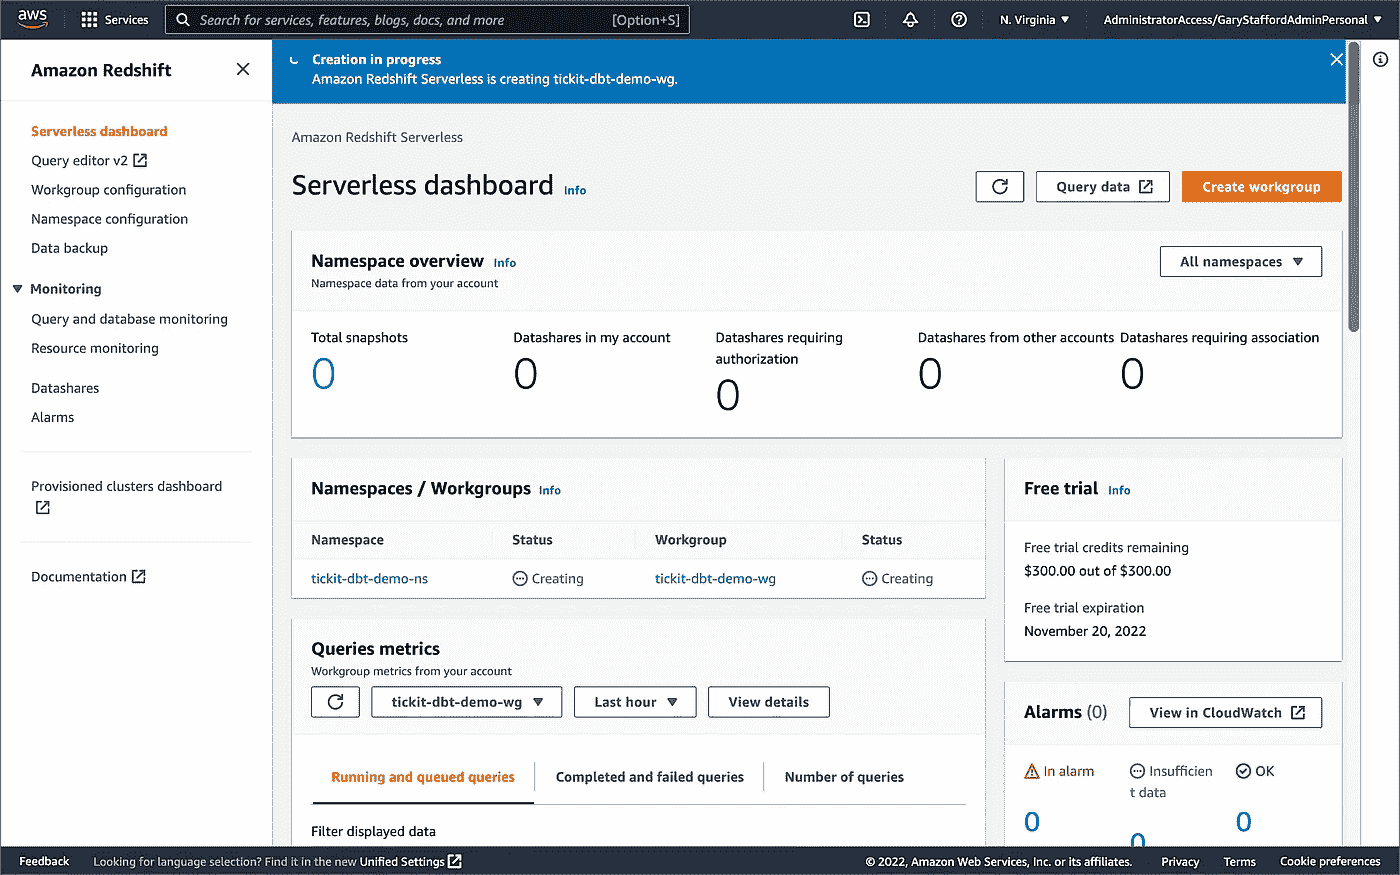 aws
Services
Search for services, features, blogs, docs, and more
[Option+S]
N. Virginia
AdministratorAccess/GaryStaffordAdminPersonal
Amazon Redshift
Serverless dashboard
Query editor v2
Workgroup configuration
Namespace configuration
Data backup
Monitoring
Query and database monitoring
Resource monitoring
Datashares
Alarms
Provisioned clusters dashboard
Documentation
Creation in progress
Amazon Redshift Serverless is creating tickit-dbt-demo-wg.
Amazon Redshift Serverless
Serverless dashboard Info
Query data
Create workgroup
Namespace overview Info
Namespace data from your account
All namespaces
Total snapshots
0
Datashares in my account
0
Datashares requiring
authorization
0
Datashares from other accounts
0
Datashares requiring association
0
Namespaces / Workgroups Info
Namespace Status Workgroup Status
tickit-dbt-demo-ns Creating tickit-dbt-demo-wg Creating
Free trial Info
Free trial credits remaining
$300.00 out of $300.00
Free trial expiration
November 20, 2022
Queries metrics
Workgroup metrics from your account
tickit-dbt-demo-wg
Last hour
View details
Running and queued queries
Completed and failed queries
Number of queries
Filter displayed data
Alarms (0)
View in CloudWatch
In alarm
0
Insufficien
t data
0
OK
0
Feedback
Looking for language selection? Find it in the new Unified Settings
© 2022, Amazon Web Services, Inc. or its affiliates.
Privacy
Terms
Cookie preferences